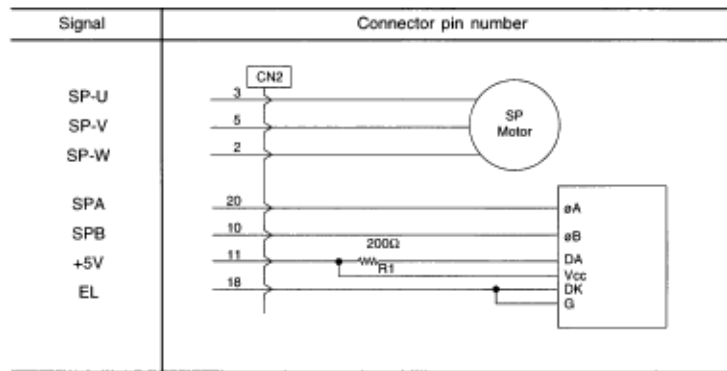 Signal Connector pin number
CN2
SP-U 3
SP-V 5
SP-W 2
SP
Motor
SPA 20 øA
SPB 10 øB
200Ω
+5V 11 DA
R1
Vcc
EL 18 DK
G